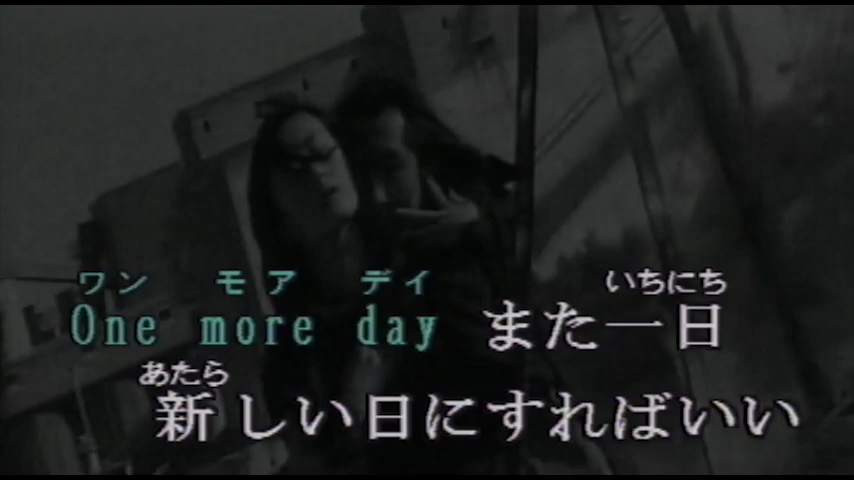 ワン モア デイ いちにち
One more day また一日
あたら
新しい日にすればいい